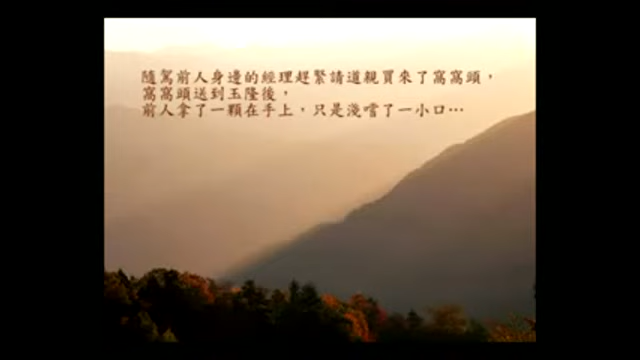 隨駕前人身邊的經理趕緊請道親買來了窩窩頭，
窩窩頭送到玉隆後，
前人拿了一顆在手上，只是淺嚐了一小口…